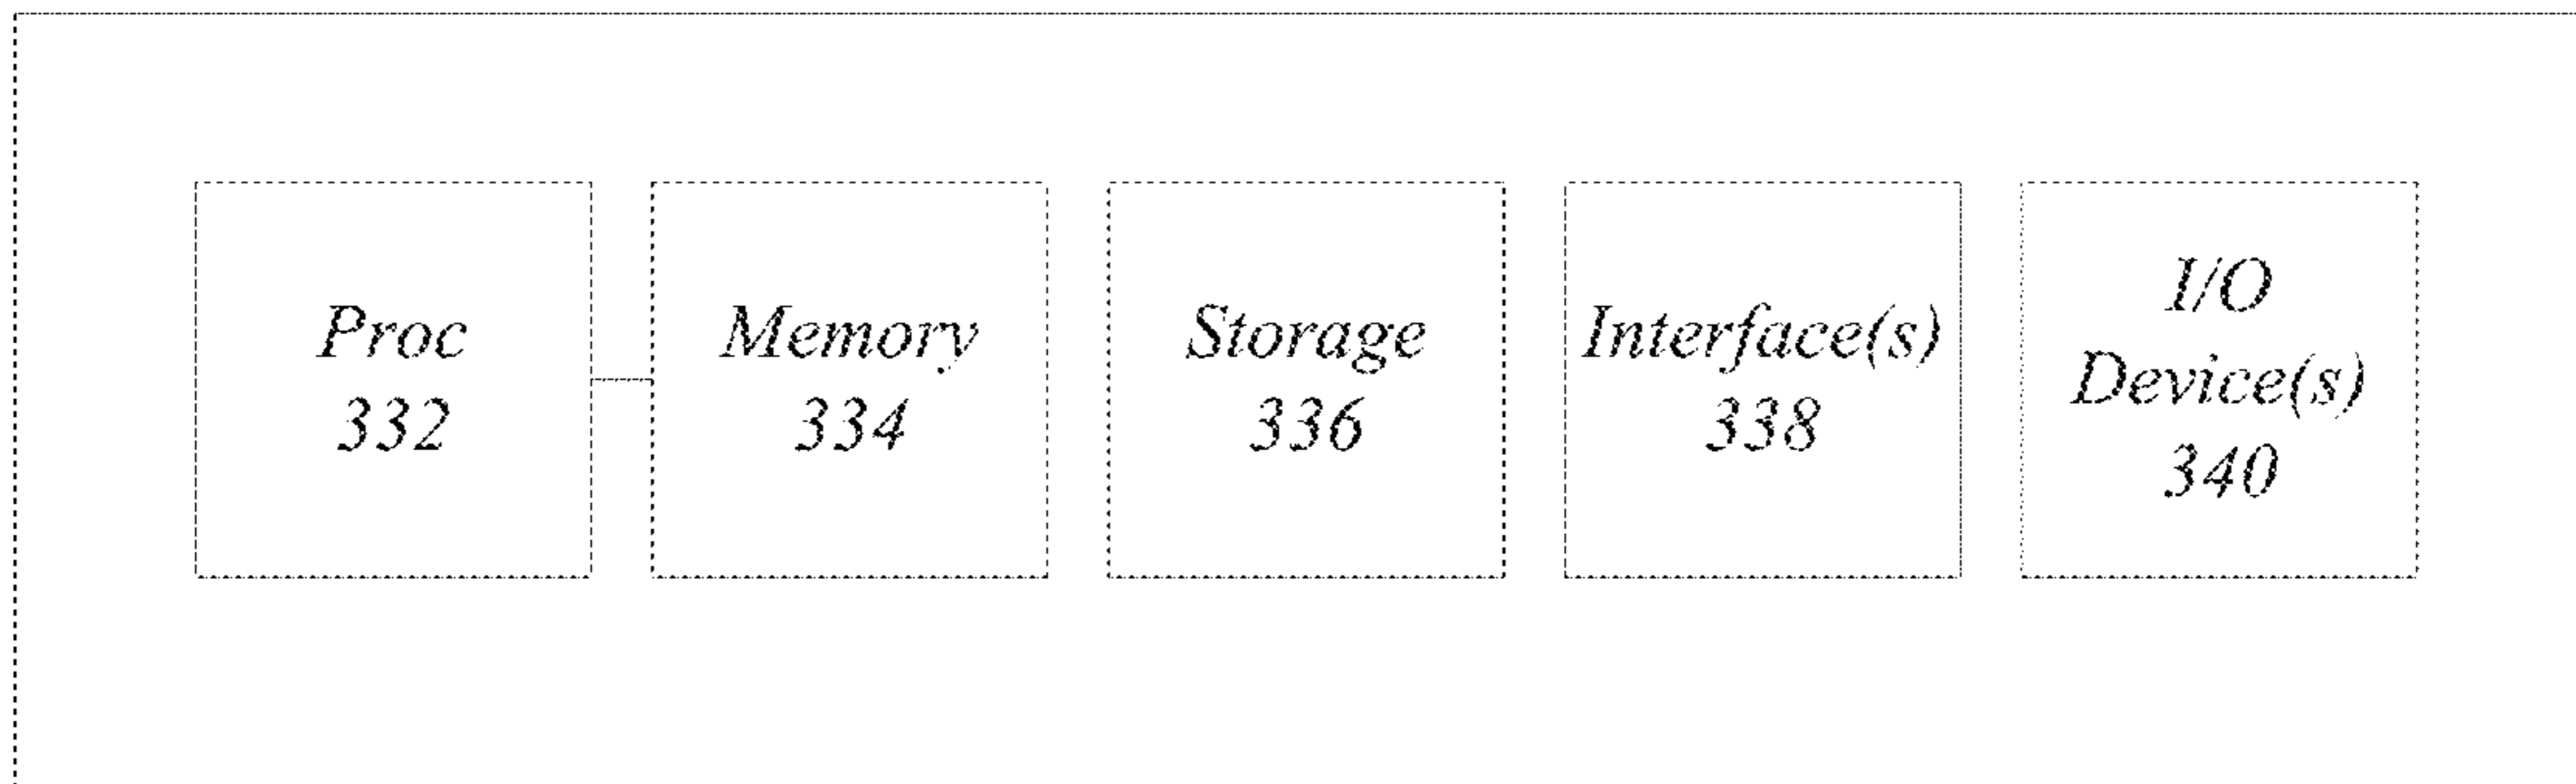 Proc
332
Memory
334
Storage
336
Interface(s)
338
I/O
Device(s)
340